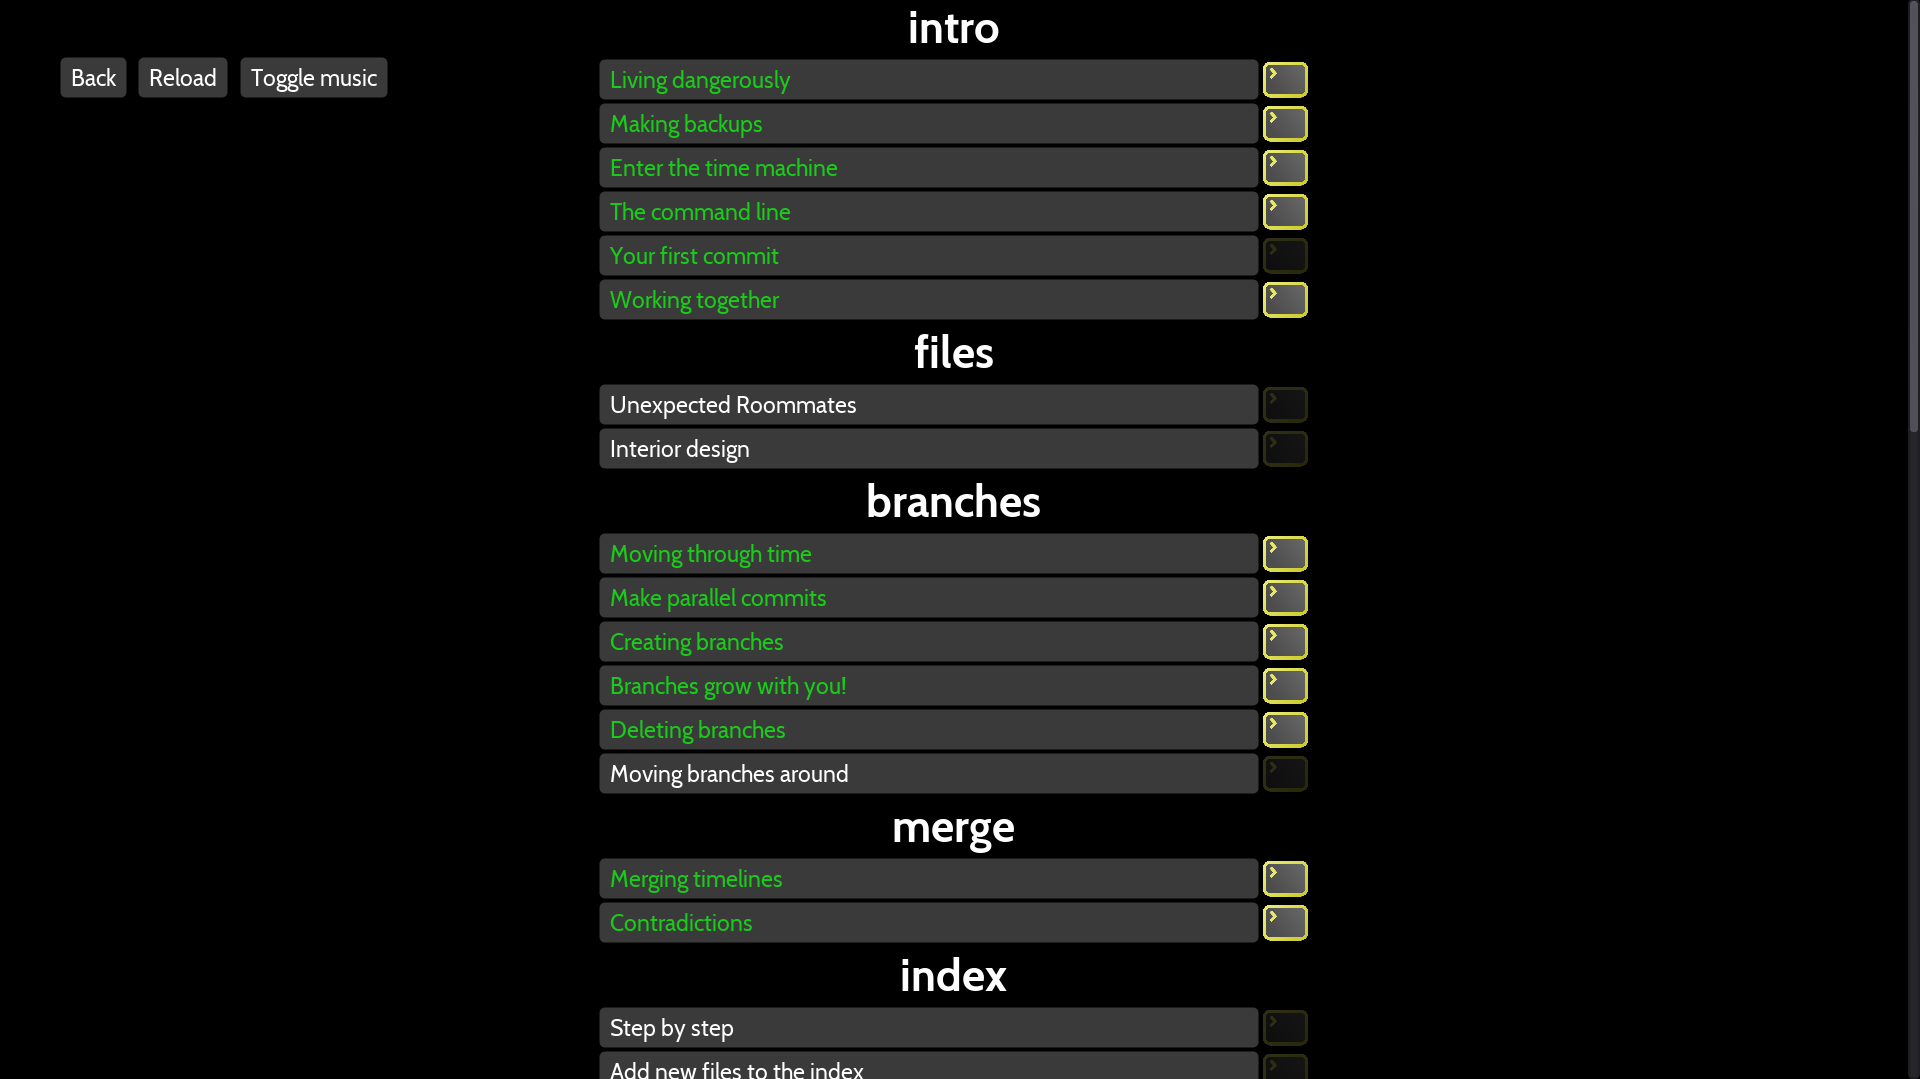 intro
Back
Reload
Toggle music
Living dangerously
Making backups
Enter the time machine
The command line
Your first commit
Working together
files
Unexpected Roommates
Interior design
branches
Moving through time
Make parallel commits
Creating branches
Branches grow with you!
Deleting branches
Moving branches around
merge
Merging timelines
Contradictions
index
Step by step
Add new files to the index